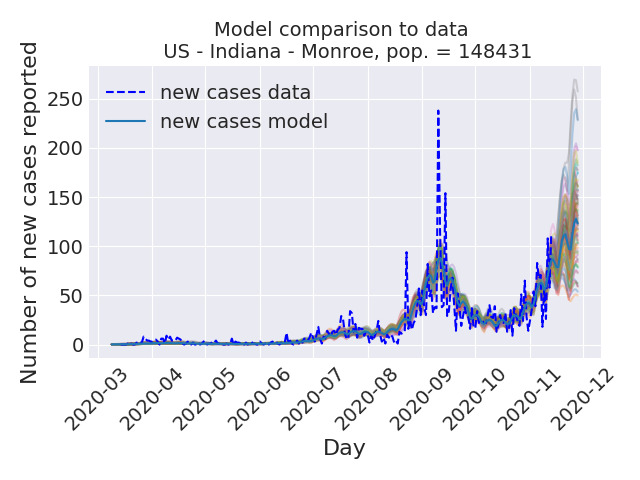 Model comparison to data
US - Indiana - Monroe, pop. = 148431
Number of new cases reported
250
200
150
100
50
0
new cases data
new cases model
2020-03
2020-04
2020-05
2020-06
2020-07
2020-08
2020-09
2020-10
2020-11
2020-12
Day